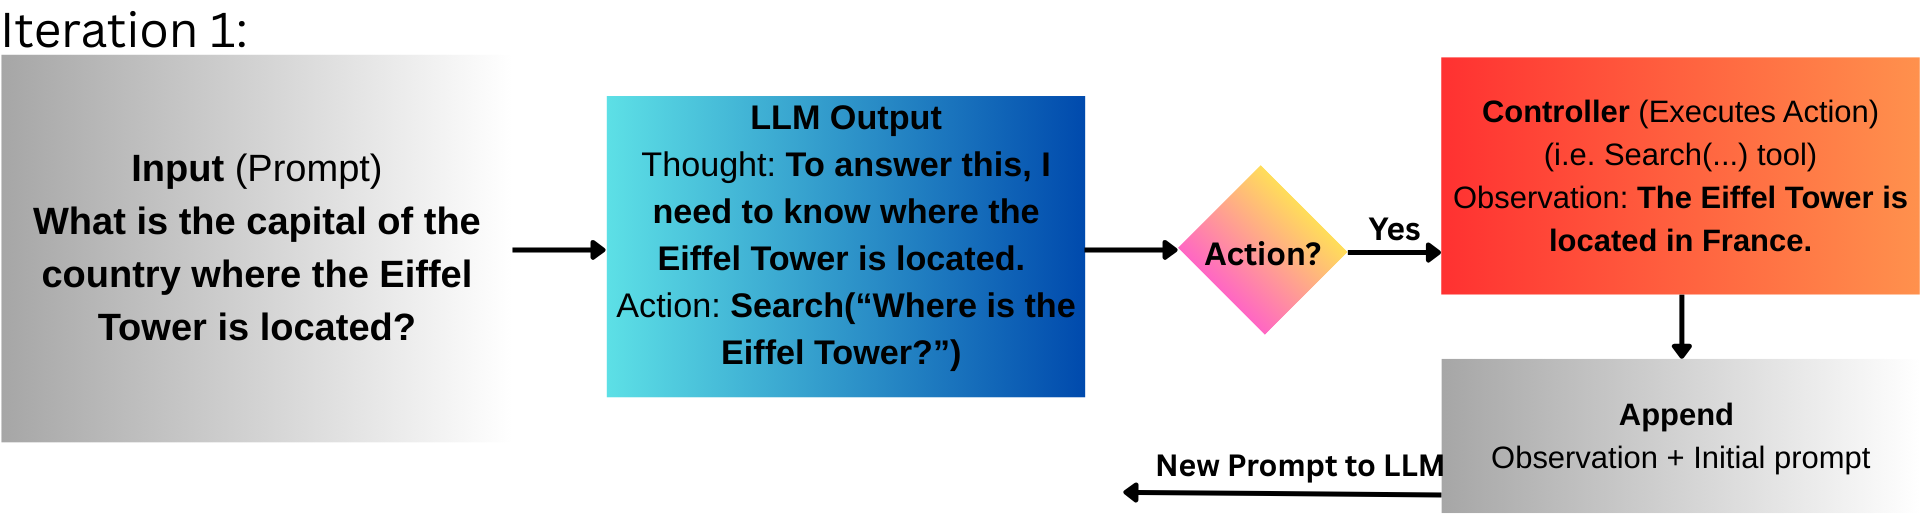 Iteration 1:
Input (Prompt)
What is the capital of the
country where the Eiffel
Tower is located?
LLM Output
Thought: To answer this, I
need to know where the
Eiffel Tower is located.
Action: Search(“Where is the
Eiffel Tower?”)
Action?
Yes
Controller (Executes Action)
(i.e. Search(...) tool)
Observation: The Eiffel Tower is
located in France.
Append
Observation + Initial prompt
New Prompt to LLM